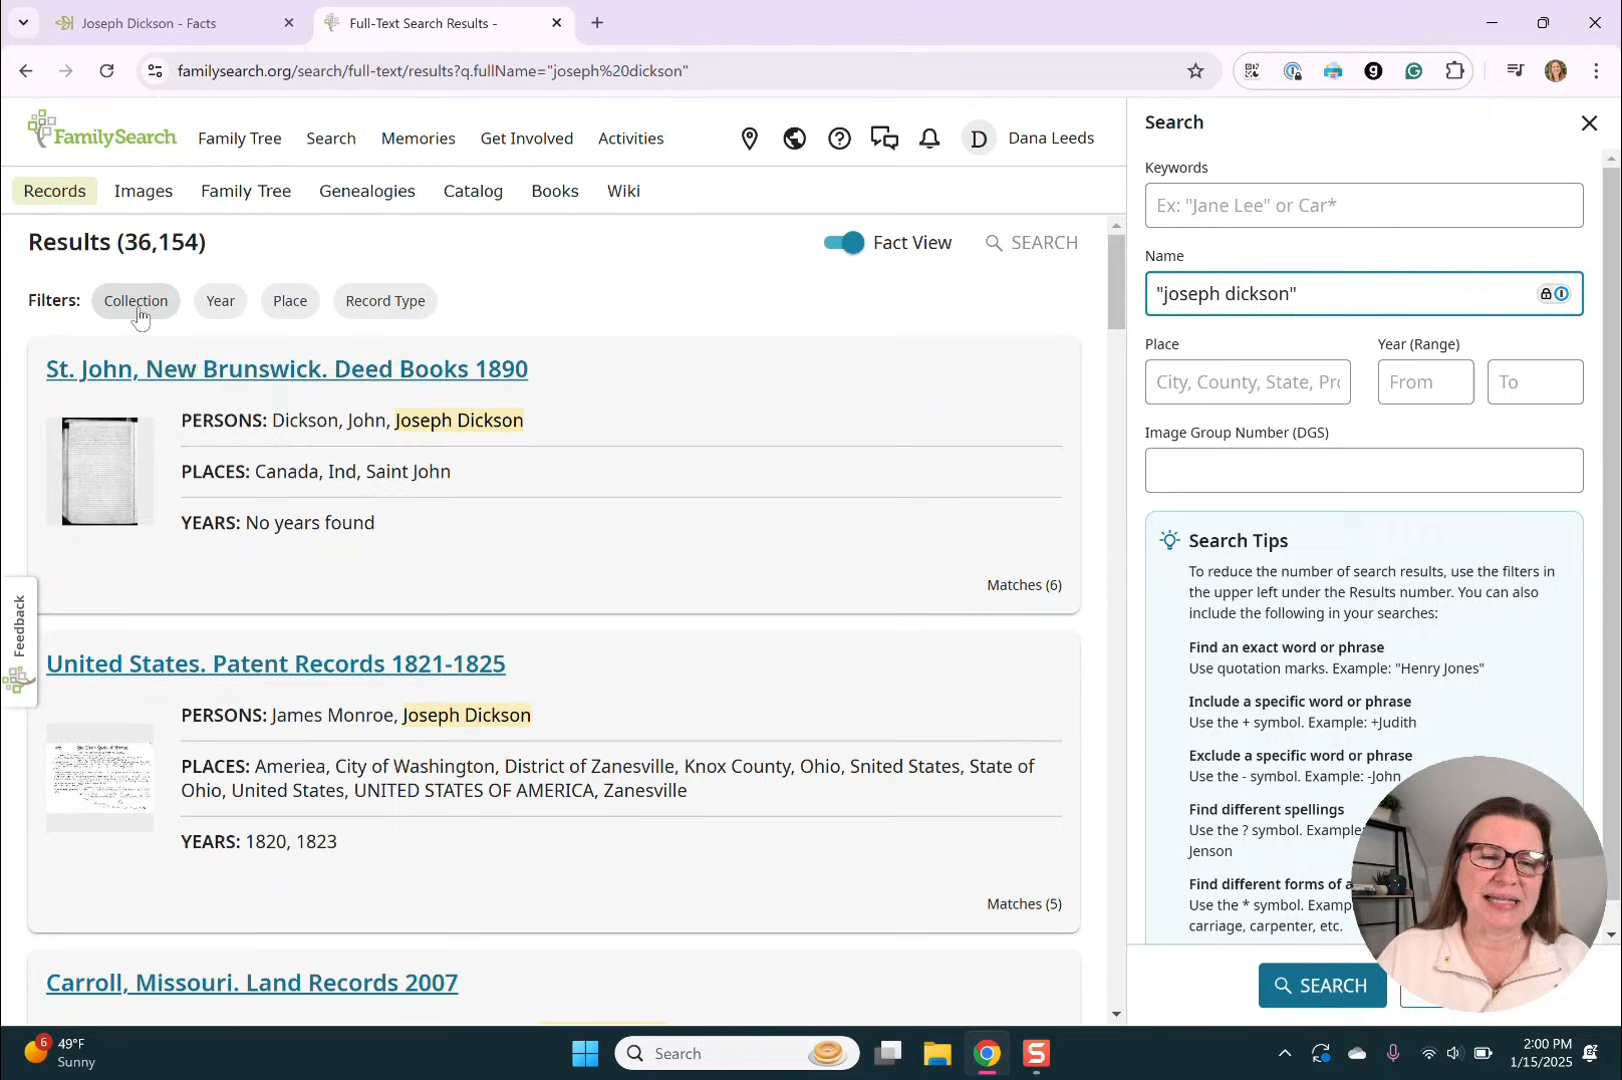 Joseph Dickson - Facts
Full-Text Search Results -
familysearch.org/search/full-text/results?q.fullName="joseph%20dickson"
FamilySearch
Family Tree
Search
Memories
Get Involved
Activities
D
Dana Leeds
Records
Images
Family Tree
Genealogies
Catalog
Books
Wiki
Results (36,154)
Fact View
SEARCH
Filters:
Collection
Year
Place
Record Type
St. John, New Brunswick. Deed Books 1890
PERSONS: Dickson, John, Joseph Dickson
PLACES: Canada, Ind, Saint John
YEARS: No years found
Matches (6)
United States. Patent Records 1821-1825
PERSONS: James Monroe, Joseph Dickson
PLACES: Ameriea, City of Washington, District of Zanesville, Knox County, Ohio, Snited States, State of
Ohio, United States, UNITED STATES OF AMERICA, Zanesville
YEARS: 1820, 1823
Matches (5)
Carroll, Missouri. Land Records 2007
Feedback
Search
Keywords
Ex: "Jane Lee" or Car*
Name
"joseph dickson"
Place
Year (Range)
City, County, State, Pro
From
To
Image Group Number (DGS)
Search Tips
To reduce the number of search results, use the filters in
the upper left under the Results number. You can also
include the following in your searches:
Find an exact word or phrase
Use quotation marks. Example: "Henry Jones"
Include a specific word or phrase
Use the + symbol. Example: +Judith
Exclude a specific word or phrase
Use the - symbol. Example: -John
Find different spellings
Use the ? symbol. Example:
Jenson
Find different forms of a
Use the * symbol. Example
carriage, carpenter, etc.
SEARCH
6
49°F
Sunny
Search
S
2:00 PM
1/15/2025